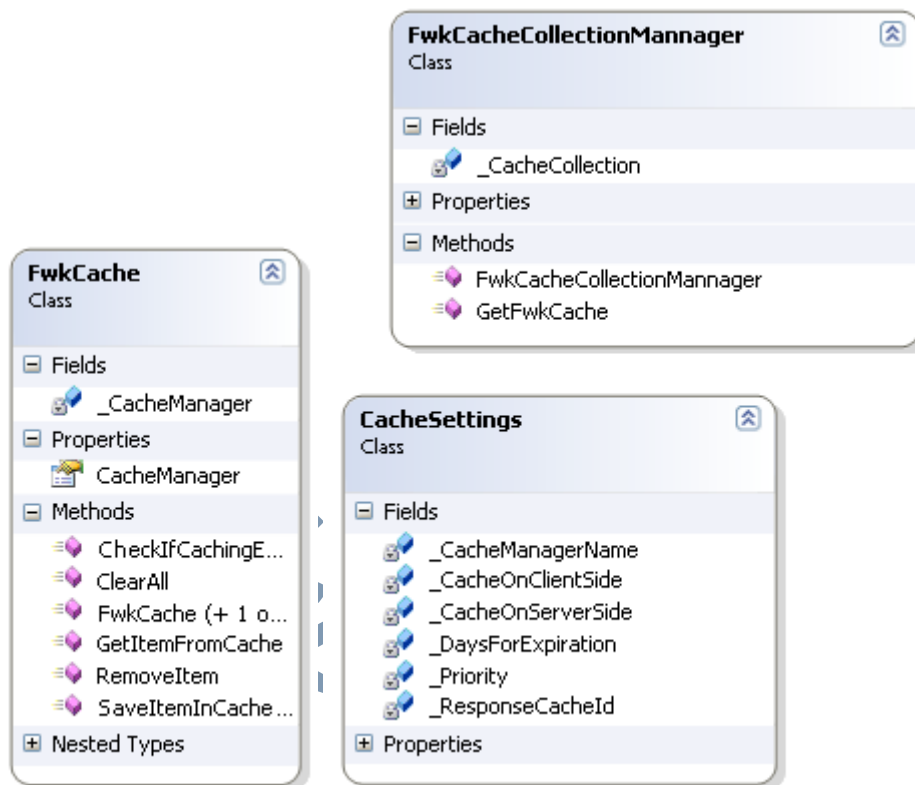 FwkCacheCollectionMannager
Class
Fields
_CacheCollection
Properties
Methods
FwkCacheCollectionMannager
GetFwkCache
FwkCache
Class
Fields
_CacheManager
Properties
CacheManager
Methods
CheckIfCachingE...
ClearAll
FwkCache (+ 1 o...
GetItemFromCache
RemoveItem
SaveItemInCache...
Nested Types
CacheSettings
Class
Fields
_CacheManagerName
_CacheOnClientSide
_CacheOnServerSide
_DaysForExpiration
_Priority
_ResponseCacheId
Properties